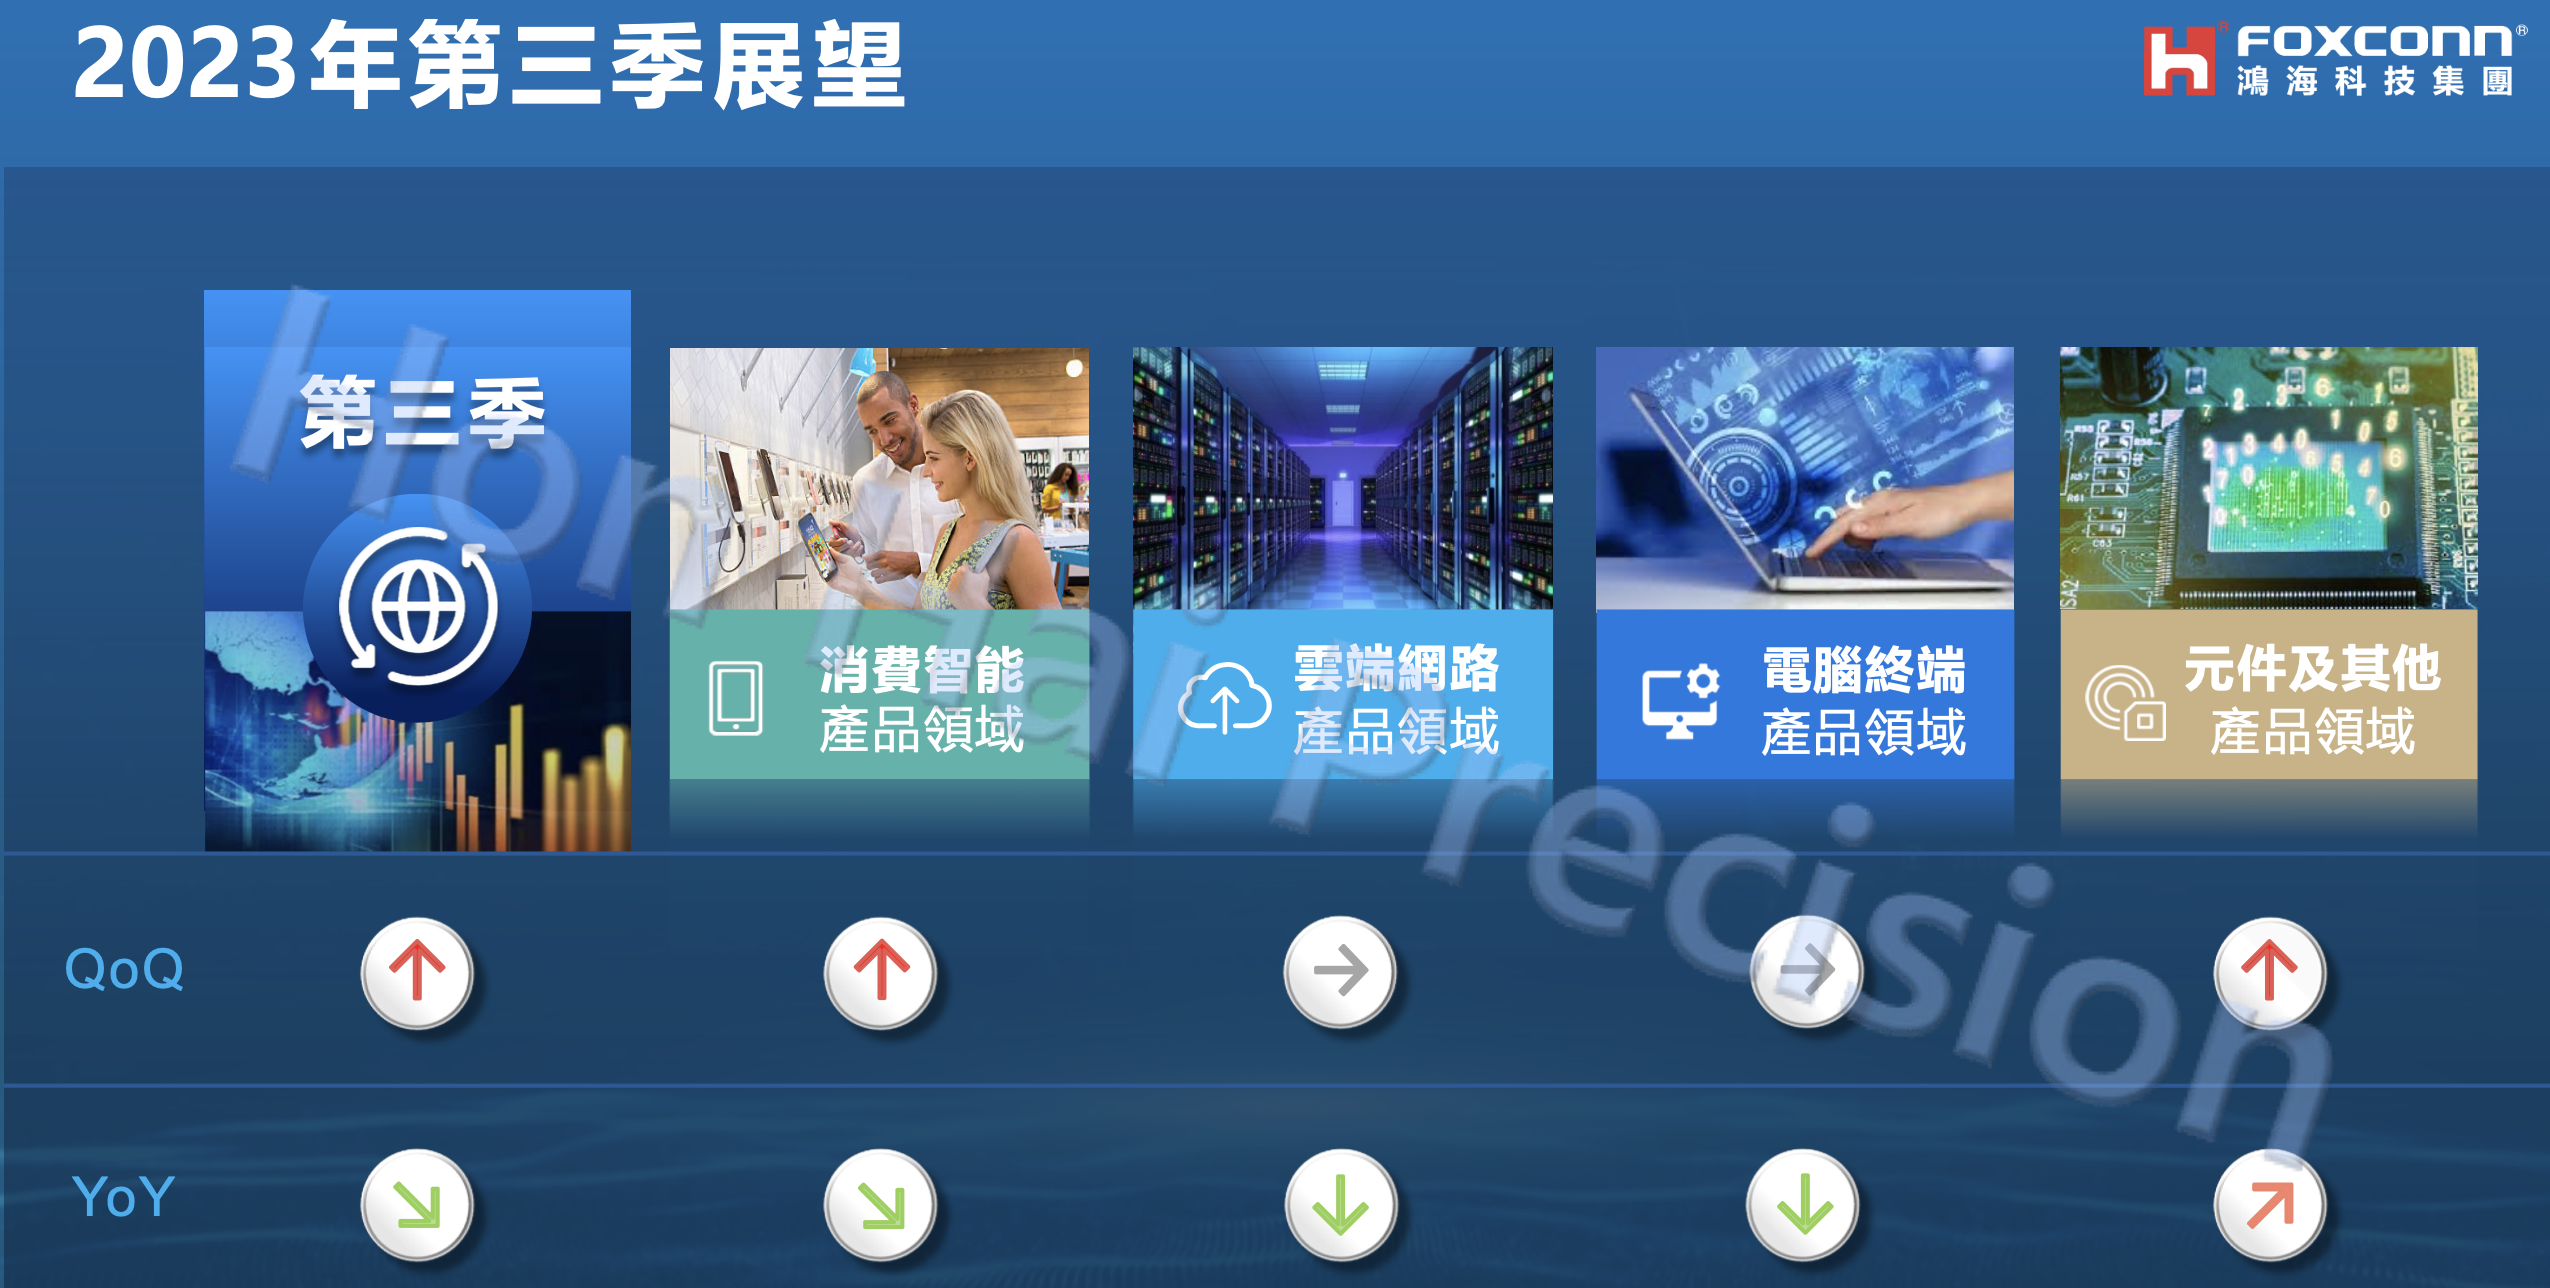 2023年第三季展望
FOXCONN®
鴻海科技集團
第三季
消費智能
產品領域
雲端網路
產品領域
電腦終端
產品領域
元件及其他
產品領域
QoQ
YoY
Hon Hai Precision